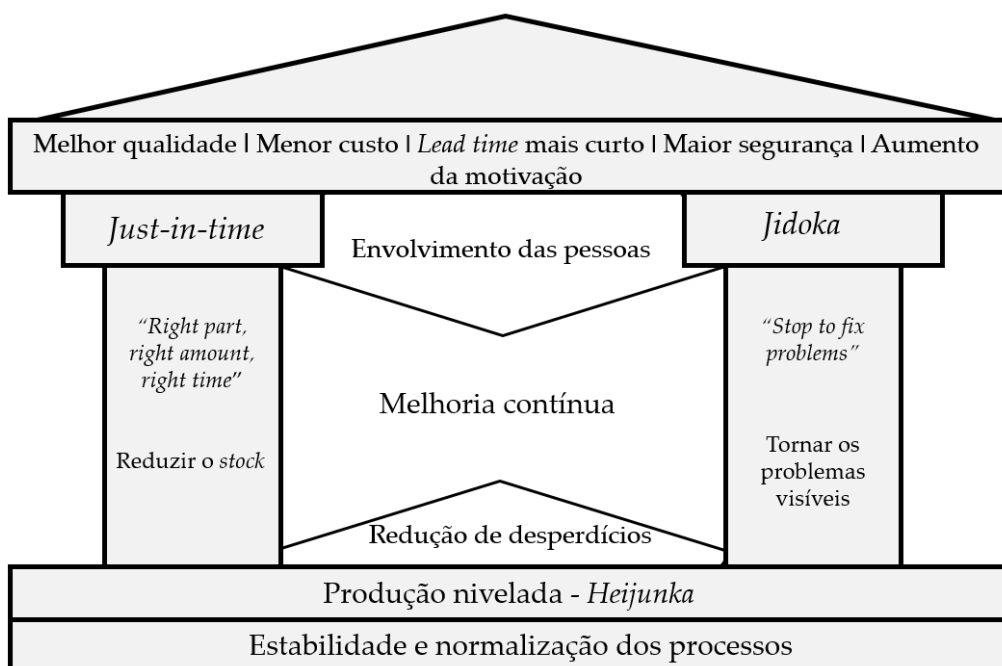 Melhor qualidade | Menor custo | Lead time mais curto | Maior segurança | Aumento
da motivação
Just-in-time
Envolvimento das pessoas
Jidoka
“Right part,
right amount,
right time”
Reduzir o stock
Melhoria contínua
“Stop to fix
problems”
Tornar os
problemas
visíveis
Redução de desperdícios
Produção nivelada - Heijunka
Estabilidade e normalização dos processos